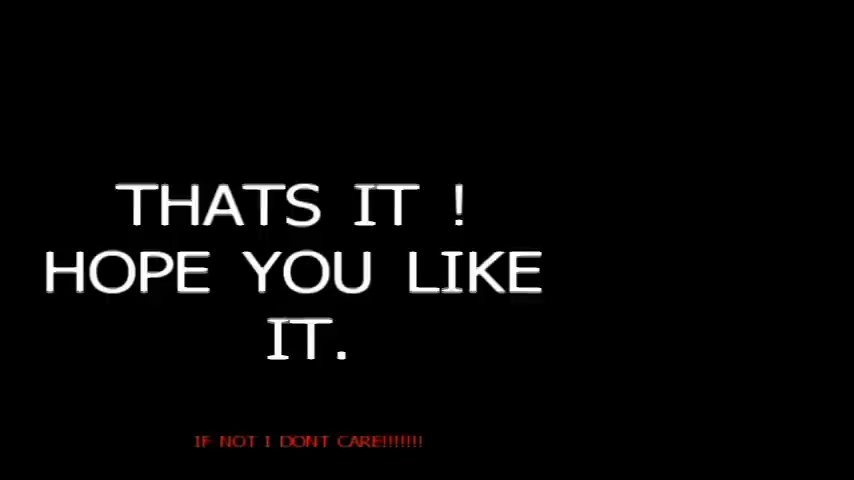 THATS IT !
HOPE YOU LIKE
IT.
IF NOT I DONT CARE!!!!!!!